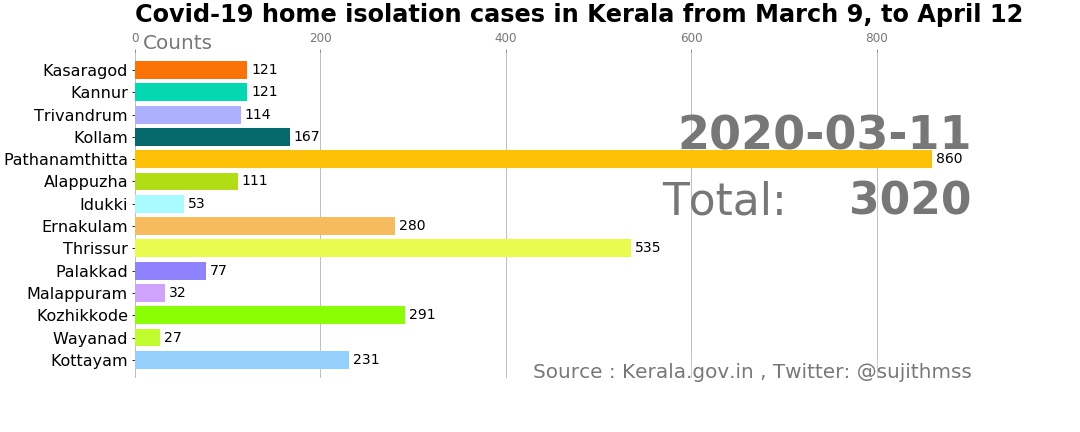 Covid-19 home isolation cases in Kerala from March 9, to April 12
0 200 400 600 800
Counts
Kasaragod 121
Kannur 121
Trivandrum 114
2020-03-11
Kollam 167
Pathanamthitta 860
Alappuzha 111
Total: 3020
Idukki 53
Ernakulam 280
Thrissur 535
Palakkad 77
Malappuram 32
Kozhikkode 291
Wayanad 27
Kottayam 231
Source : Kerala.gov.in , Twitter: @sujithmss